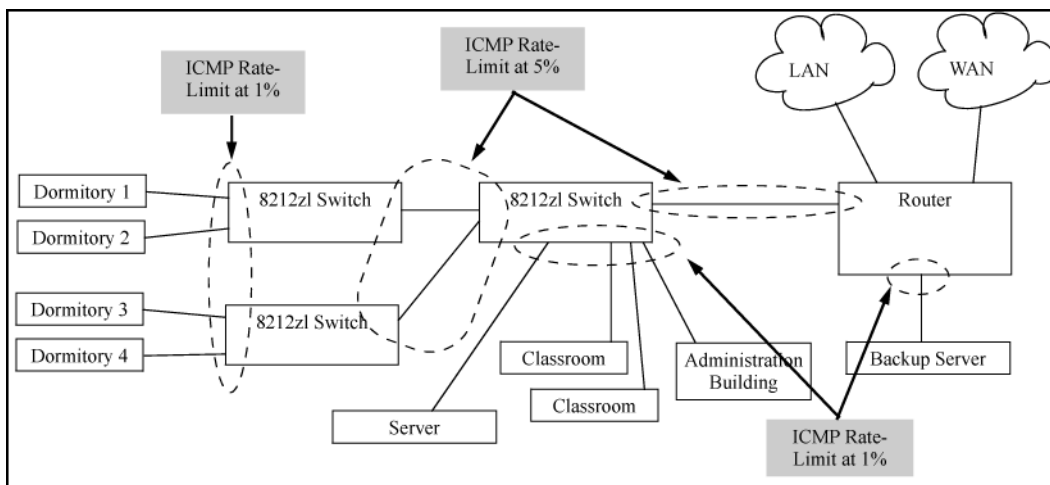 ICMP Rate-
Limit at 1%
ICMP Rate-
Limit at 5%
LAN
WAN
Dormitory 1
Dormitory 2
8212zl Switch
8212zl Switch
Router
Dormitory 3
Dormitory 4
8212zl Switch
Classroom
Administration
Building
Backup Server
Classroom
Server
ICMP Rate-
Limit at 1%